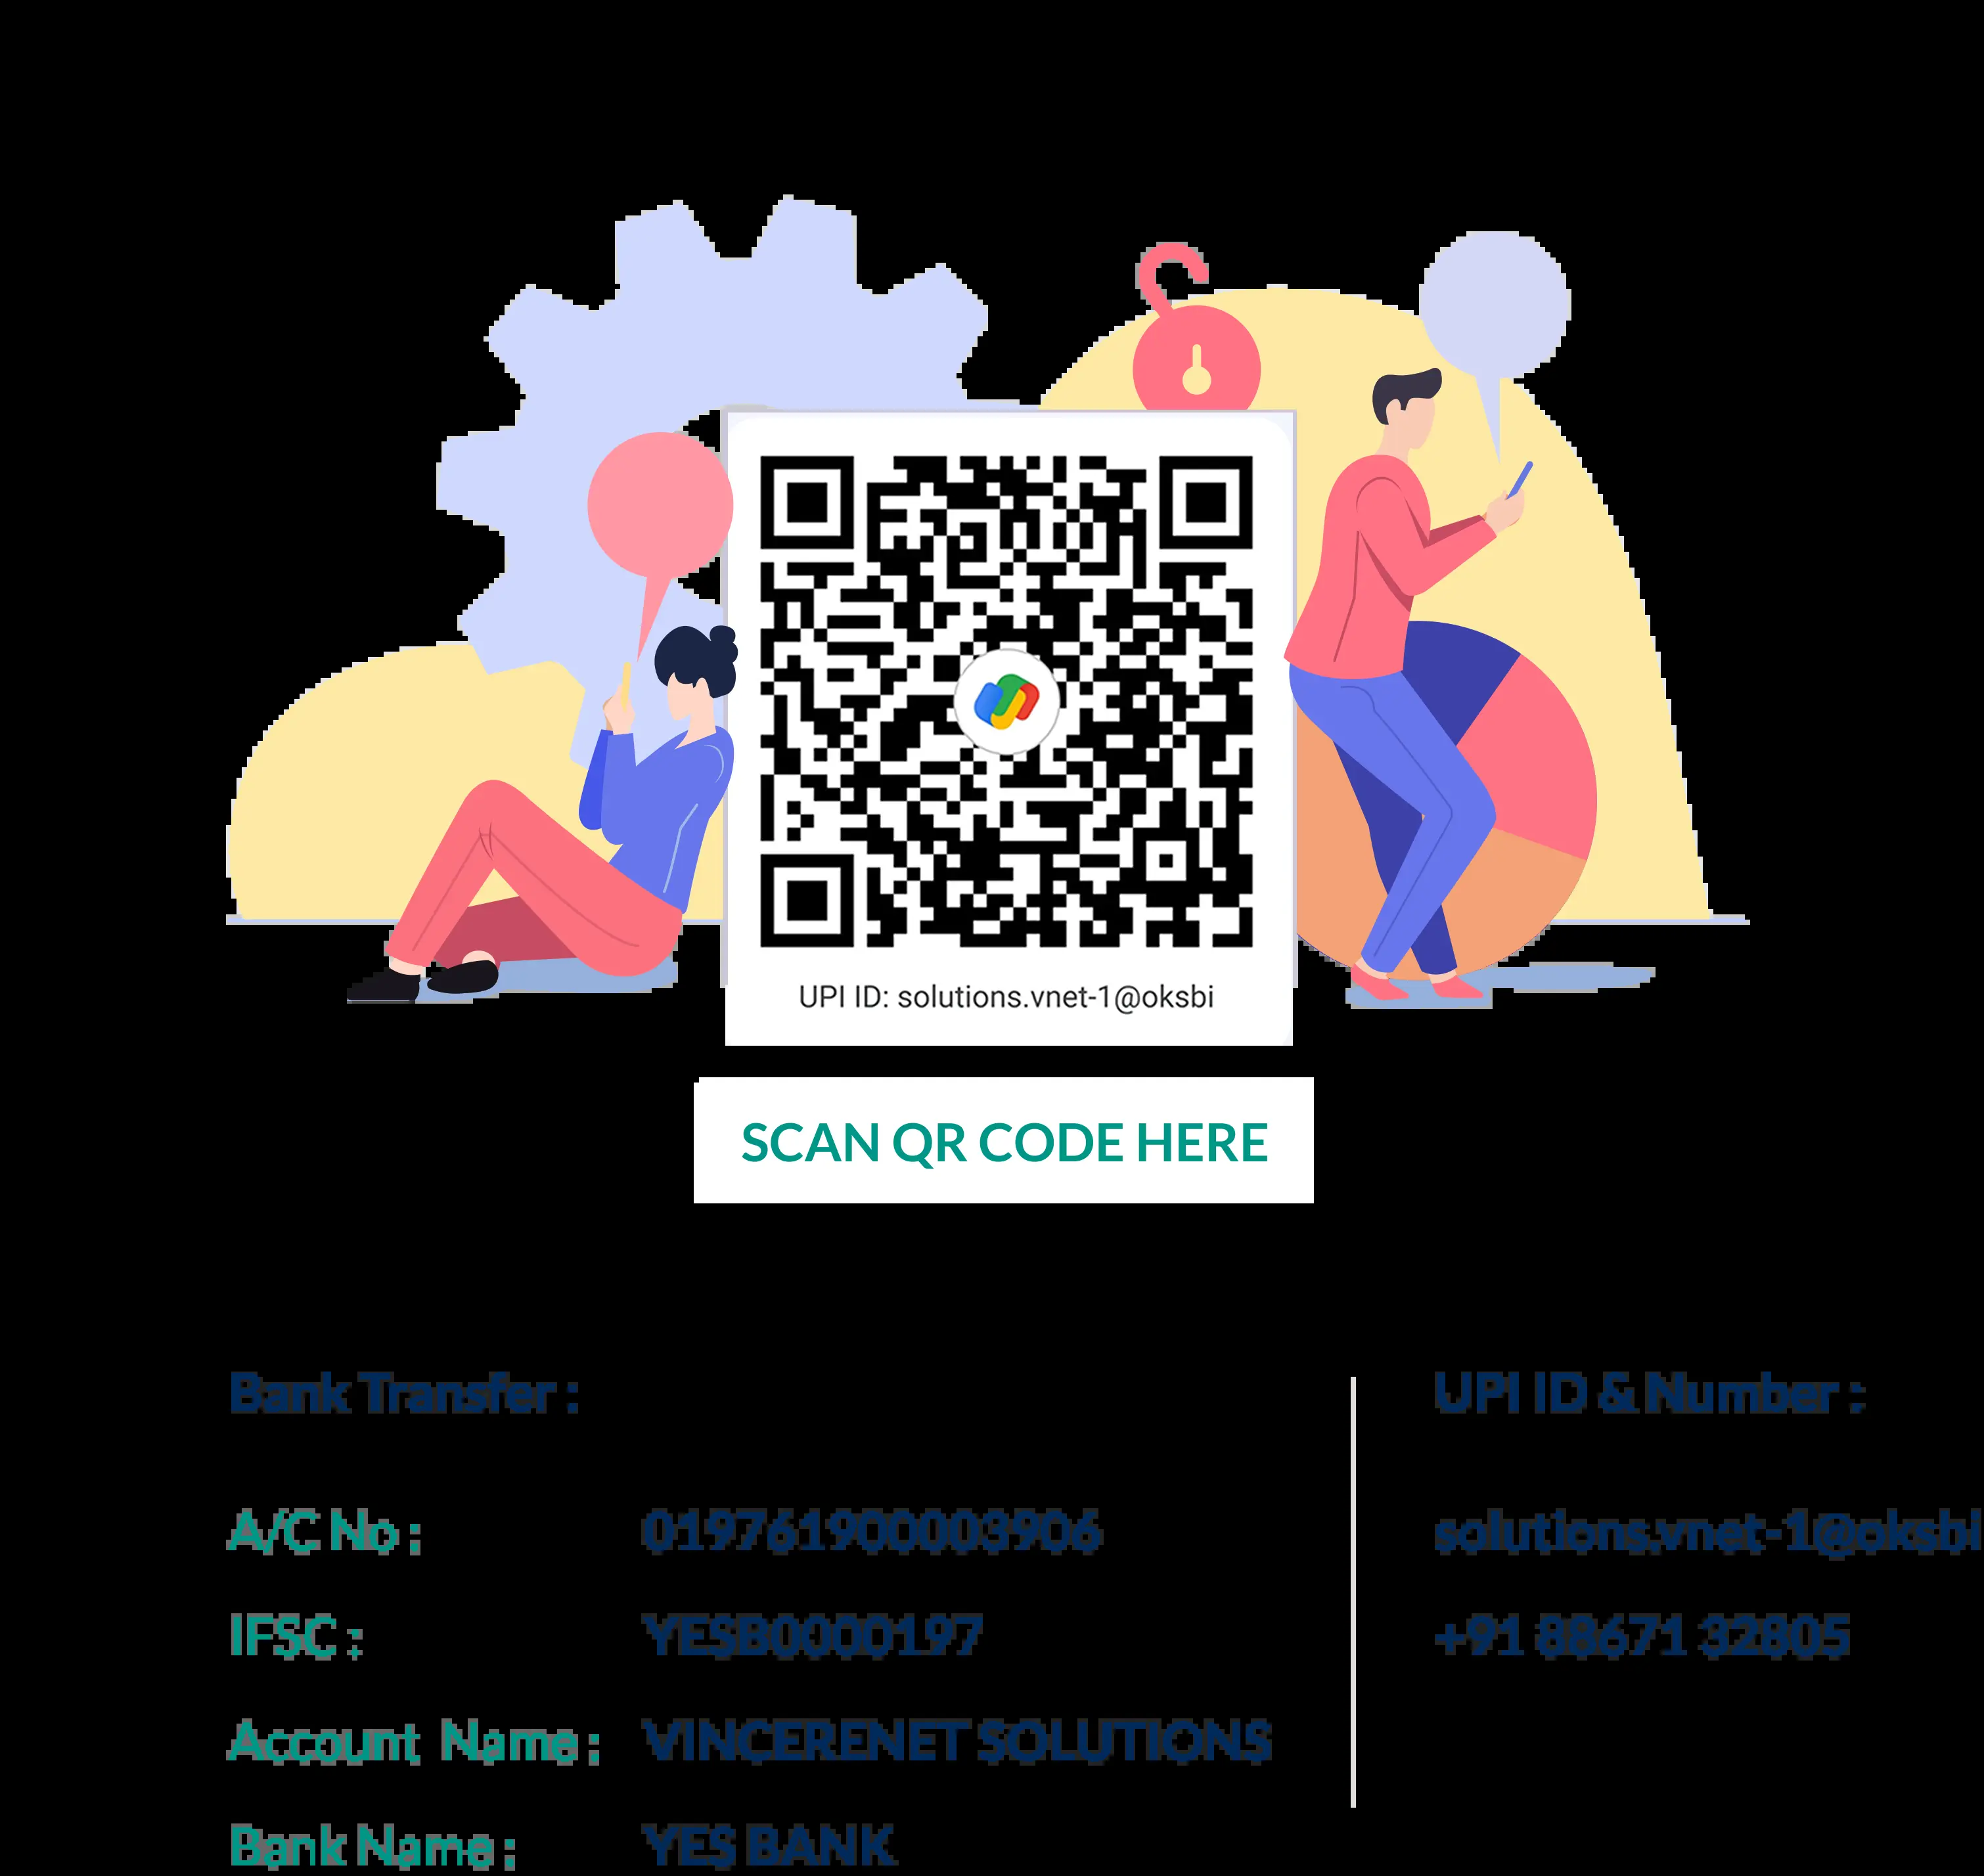 UPI ID: solutions.vnet-1@oksbi
SCAN QR CODE HERE
Bank Transfer :
A/C No : 019761900003906
IFSC : YESB0000197
Account Name : VINCERENET SOLUTIONS
Bank Name : YES BANK
UPI ID & Number :
solutions.vnet-1@oksbi
+91 88671 32805